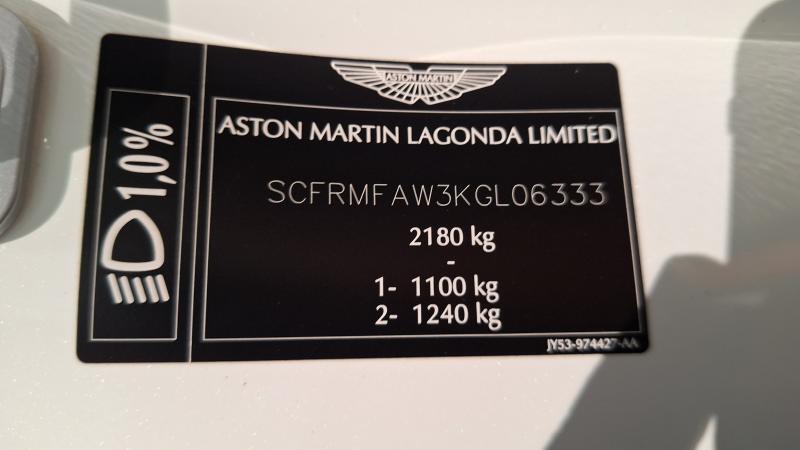 ASTON MARTIN
ASTON MARTIN LAGONDA LIMITED
1,0%
SCFRMFAW3KGL06333
2180 kg
-
1- 1100 kg
2- 1240 kg
JY53-974427-AA